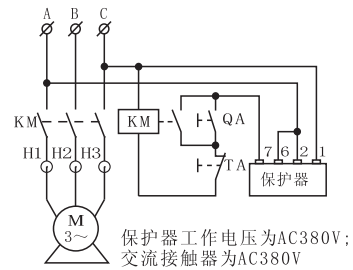 A B C
KM
KM
QA
H1 H2 H3
7 6 2 1
TA
保护器
M
3～
保护器工作电压为AC380V;
交流接触器为AC380V